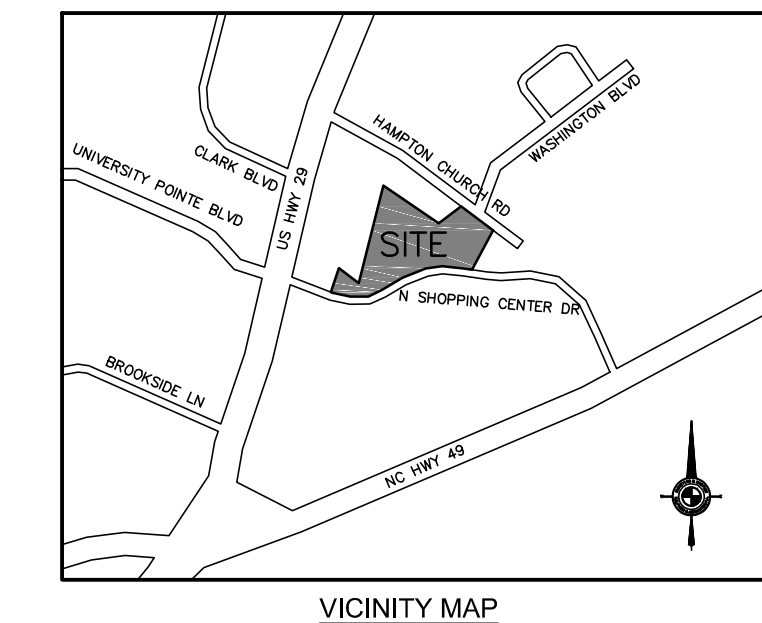 WASHINGTON BLVD
HAMPTON CHURCH RD
CLARK BLVD
UNIVERSITY POINTE BLVD
US HWY 29
SITE
N SHOPPING CENTER DR
BROOKSIDE LN
NC HWY 49
VICINITY MAP